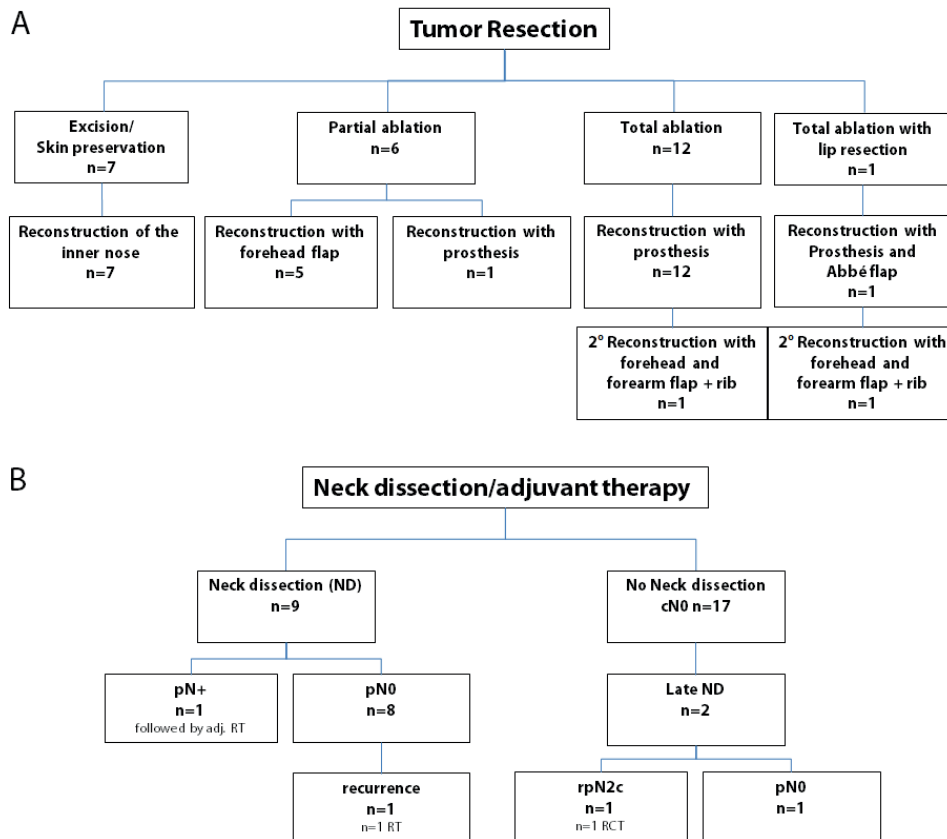 A
Tumor Resection
Excision/
Skin preservation
n=7
Partial ablation
n=6
Total ablation
n=12
Total ablation with
lip resection
n=1
Reconstruction of the
inner nose
n=7
Reconstruction with
forehead flap
n=5
Reconstruction with
prosthesis
n=1
Reconstruction with
prosthesis
n=12
Reconstruction with
Prosthesis and
Abbé flap
n=1
2° Reconstruction with
forehead and
forearm flap + rib
n=1
2° Reconstruction with
forehead and
forearm flap + rib
n=1
B
Neck dissection/adjuvant therapy
Neck dissection (ND)
n=9
No Neck dissection
cN0 n=17
pN+
n=1
followed by adj. RT
pN0
n=8
Late ND
n=2
recurrence
n=1
n=1 RT
rpN2c
n=1
n=1 RCT
pN0
n=1